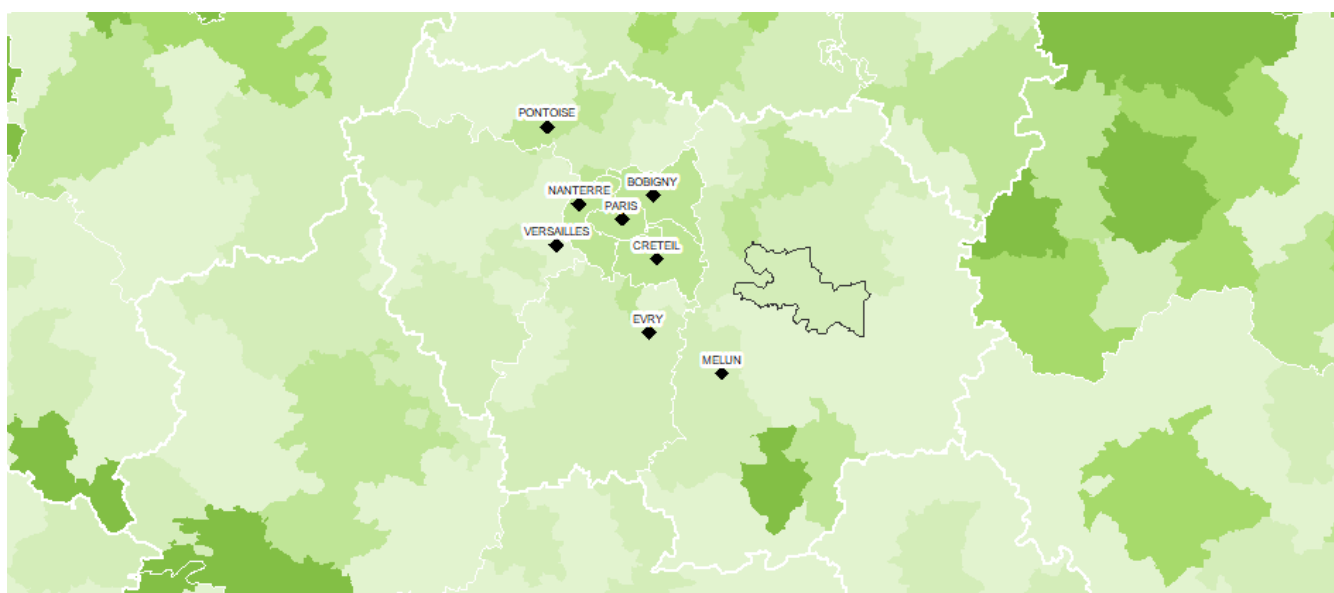 PONTOISE
BOBIGNY
NANTERRE
PARIS
VERSAILLES
CRETEIL
EVRY
MELUN